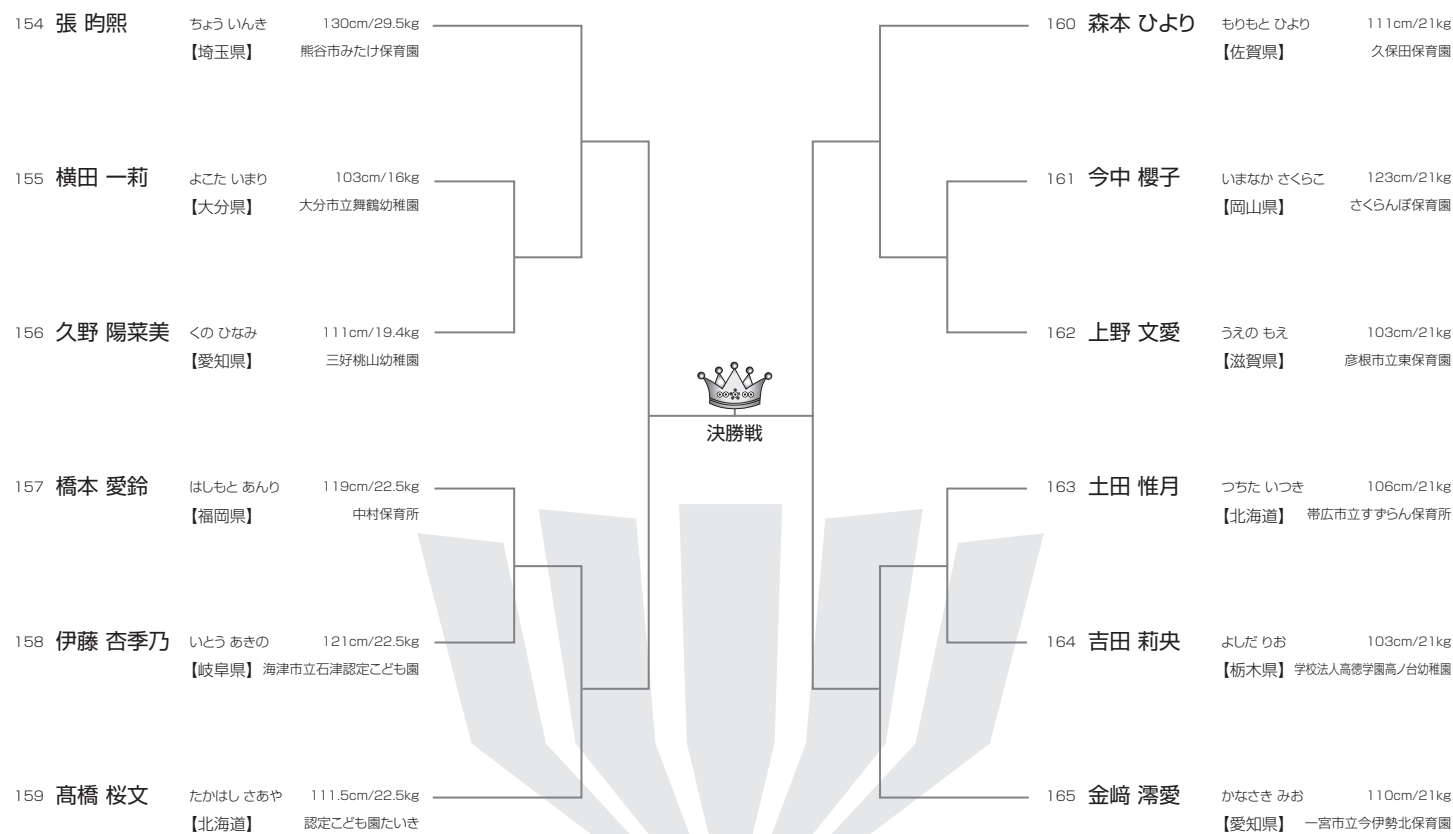 154 張 昀熙 ちょう いんき 130cm/29.5kg
【埼玉県】 熊谷市みたけ保育園
155 横田 一莉 よこた いまり 103cm/16kg
【大分県】 大分市立舞鶴幼稚園
156 久野 陽菜美 くの ひなみ 111cm/19.4kg
【愛知県】 三好桃山幼稚園
157 橋本 愛鈴 はしもと あんり 119cm/22.5kg
【福岡県】 中村保育所
158 伊藤 杏季乃 いとう あきの 121cm/22.5kg
【岐阜県】 海津市立石津認定こども園
159 髙橋 桜文 たかはし さあや 111.5cm/22.5kg
【北海道】 認定こども園たいき
決勝戦
160 森本 ひより もりもと ひより 111cm/21kg
【佐賀県】 久保田保育園
161 今中 櫻子 いまなか さくらこ 123cm/21kg
【岡山県】 さくらんぼ保育園
162 上野 文愛 うえの もえ 103cm/21kg
【滋賀県】 彦根市立東保育園
163 土田 惟月 つちた いつき 106cm/21kg
【北海道】 帯広市立すずらん保育所
164 吉田 莉央 よしだ りお 103cm/21kg
【栃木県】 学校法人高徳学園高ノ台幼稚園
165 金﨑 澪愛 かなさき みお 110cm/21kg
【愛知県】 一宮市立今伊勢北保育園